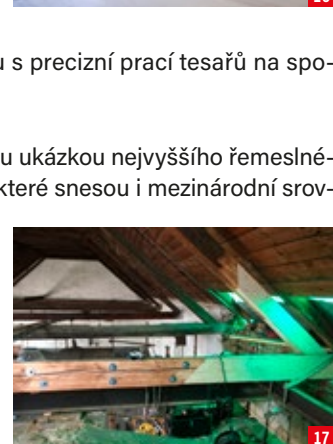 u s precizní prací tesařů na spo-
u ukázkou nejvyššího řemeslné-
které snesou i mezinárodní srov-
17